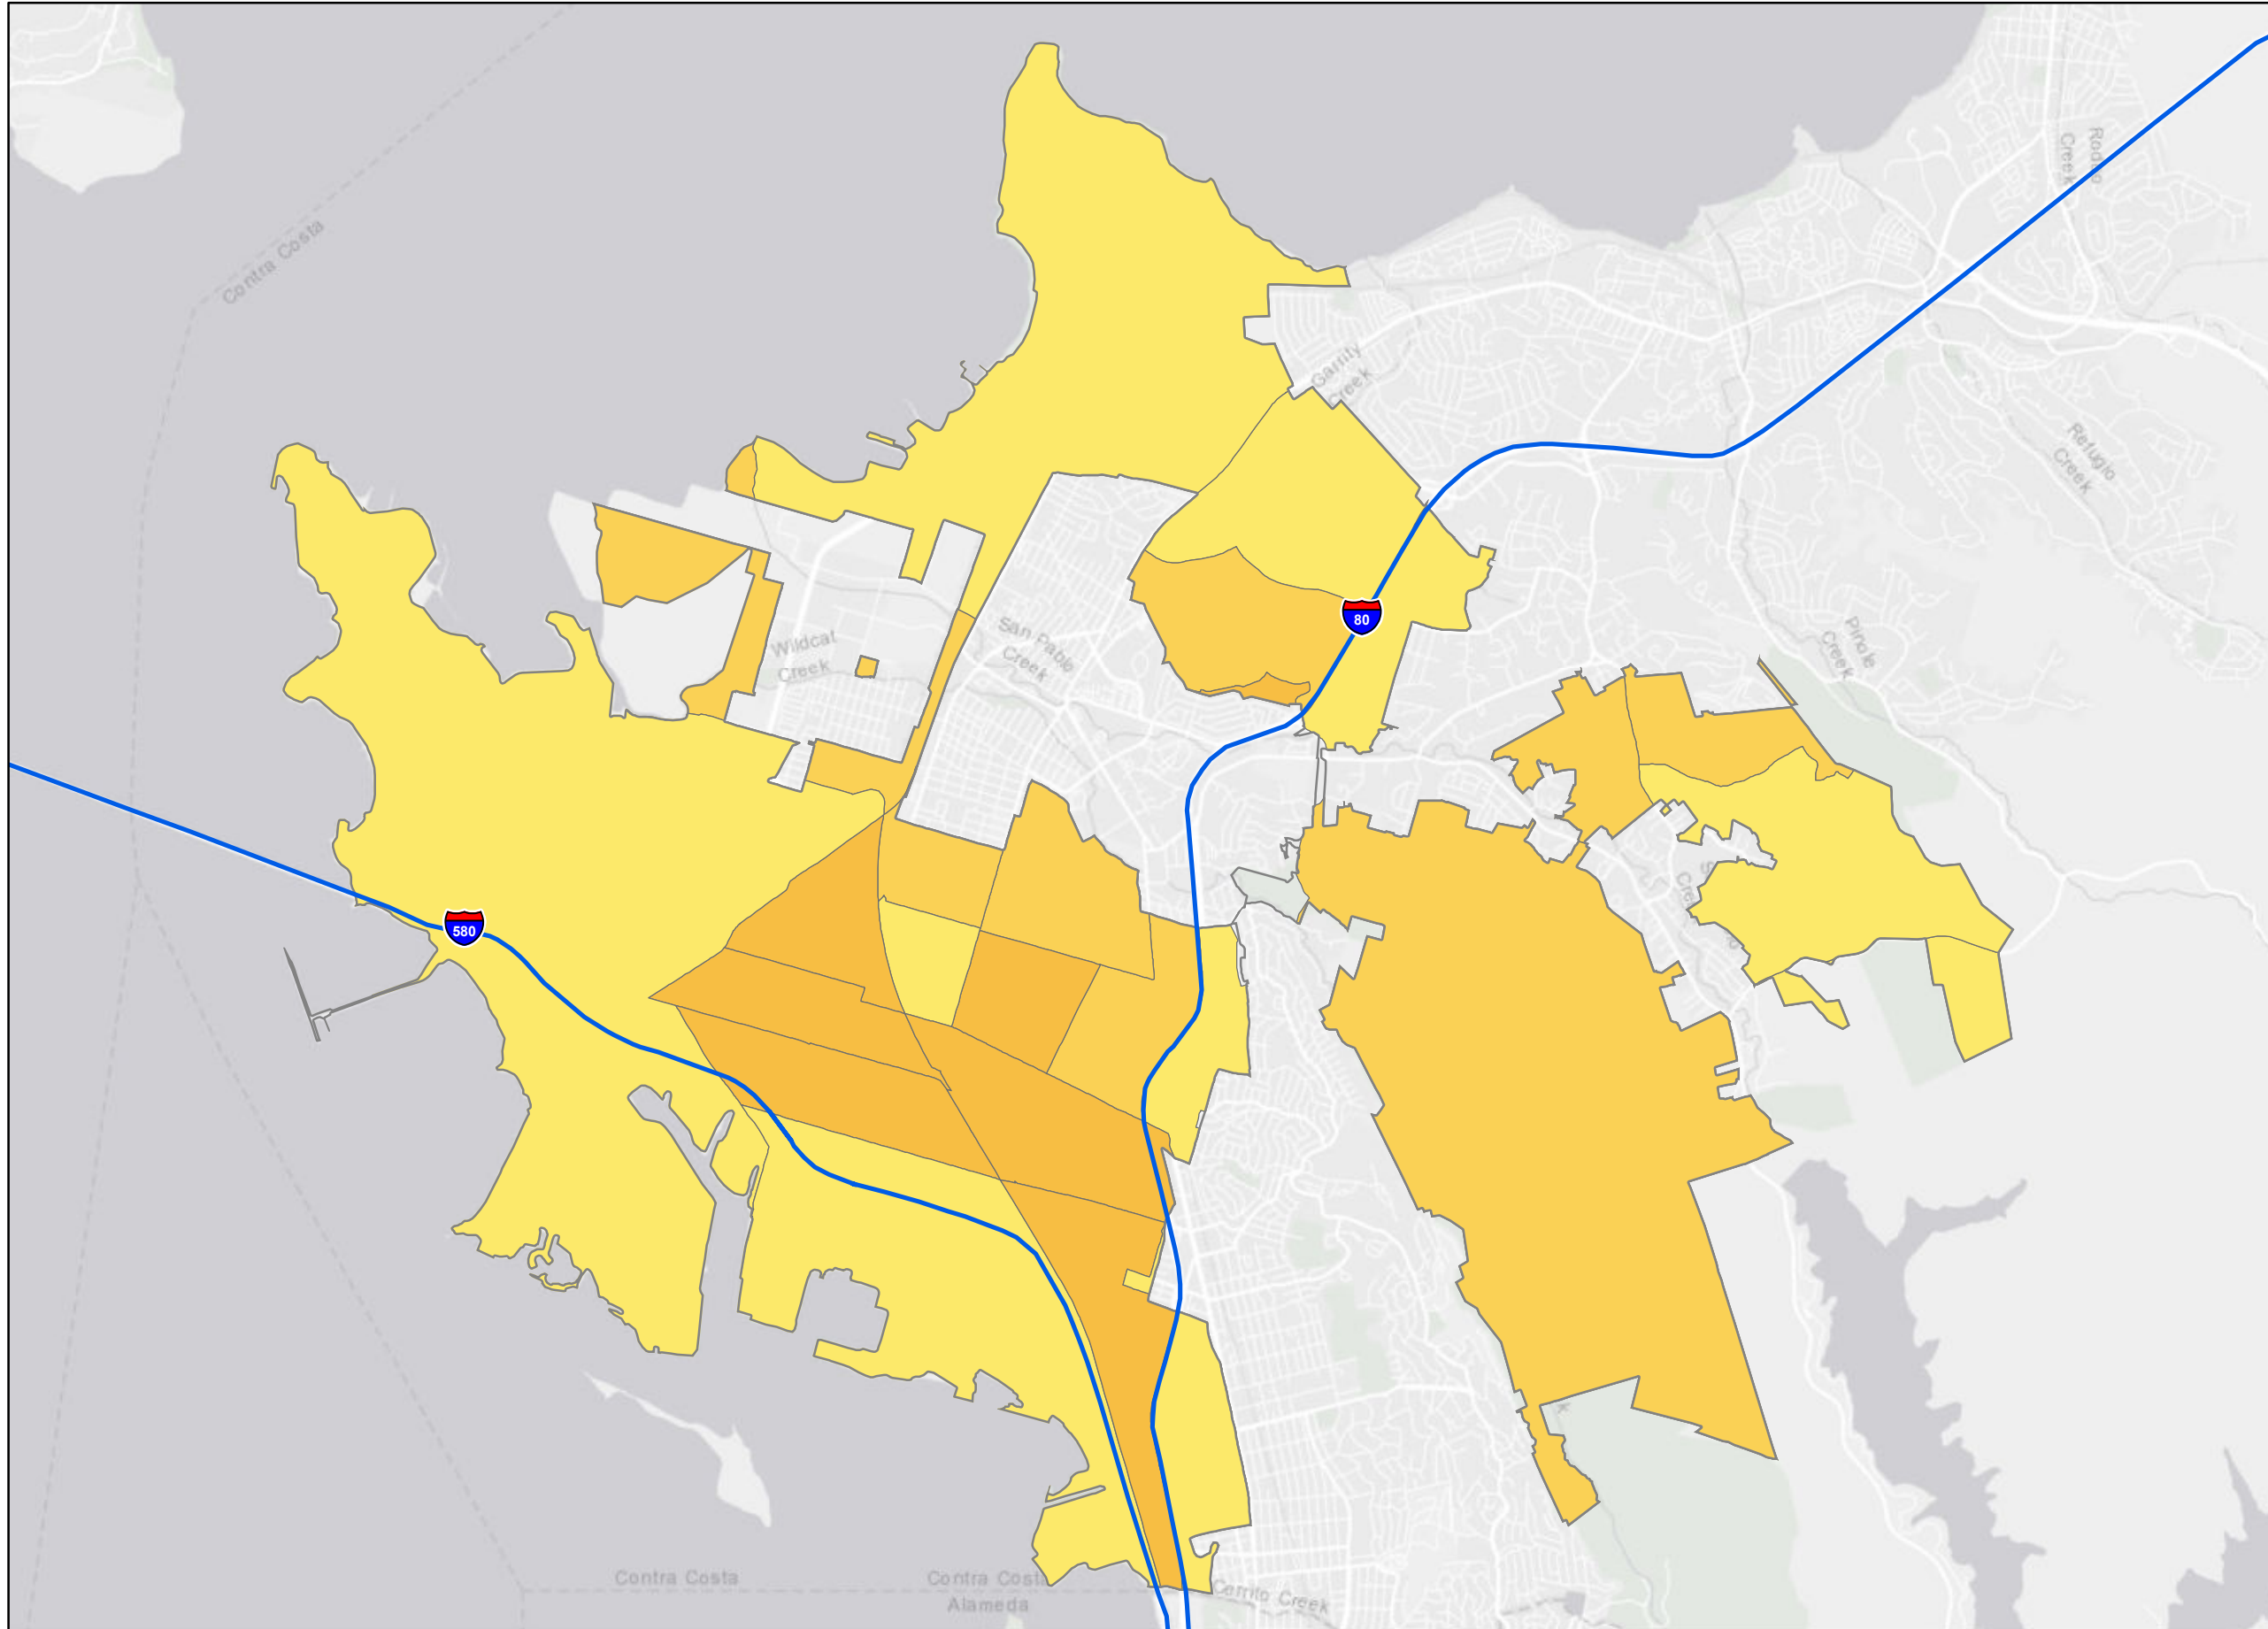 Rodeo
Creek
Contra Costa
Garrity
Creek
Refugio
Creek
80
San Pablo
Creek
Wildcat
Creek
Pinole
Creek
580
Contra Costa
Contra Costa
Alameda
Cerrito Creek